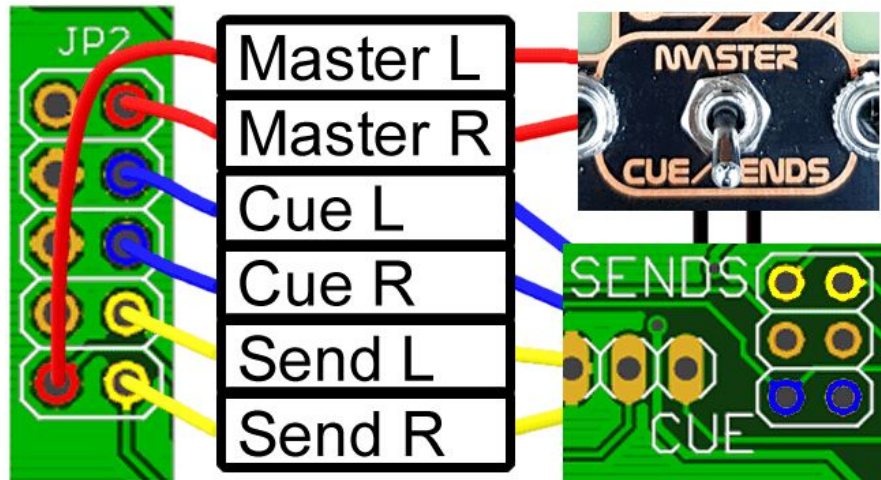 JP2
Master L
Master R
Cue L
Cue R
Send L
Send R
MASTER
CUE/SENDS
SENDS
CUE